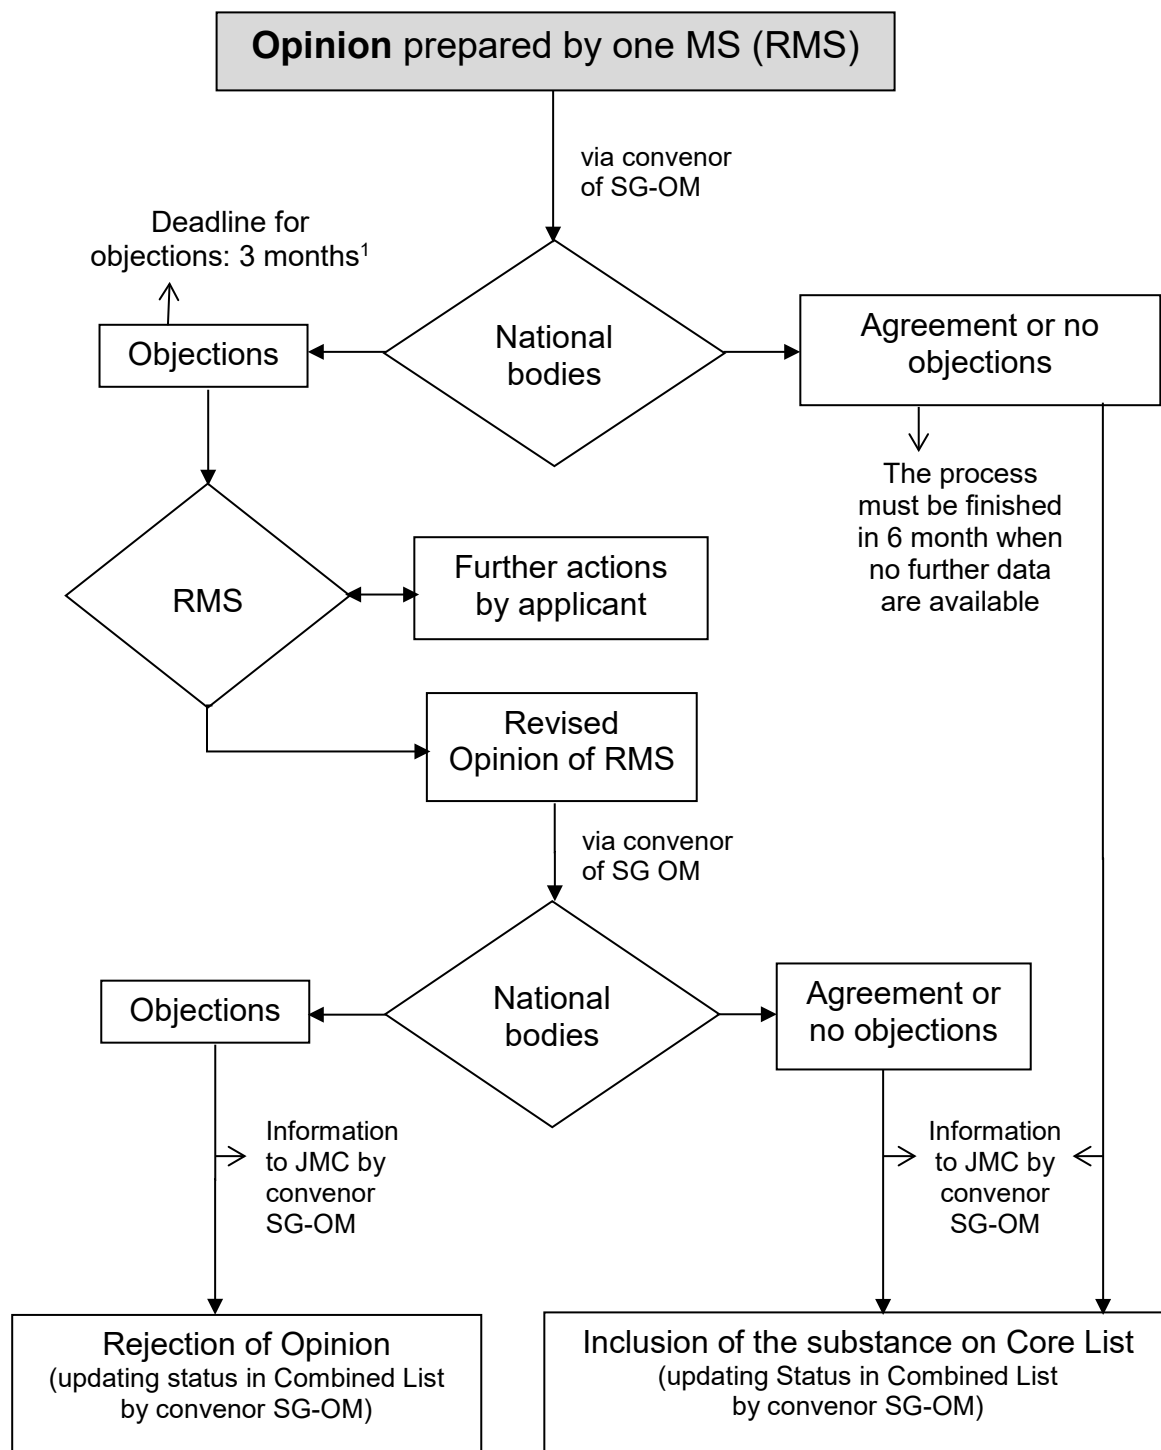 Opinion prepared by one MS (RMS)
via convenor
of SG-OM
Deadline for
objections: 3 months¹
Objections
National
bodies
Agreement or no
objections
The process
must be finished
in 6 month when
no further data
are available
RMS
Further actions
by applicant
Revised
Opinion of RMS
via convenor
of SG OM
Objections
National
bodies
Agreement or
no objections
Information
to JMC by
convenor
SG-OM
Information
to JMC by
convenor
SG-OM
Rejection of Opinion
(updating status in Combined List
by convenor SG-OM)
Inclusion of the substance on Core List
(updating Status in Combined List
by convenor SG-OM)